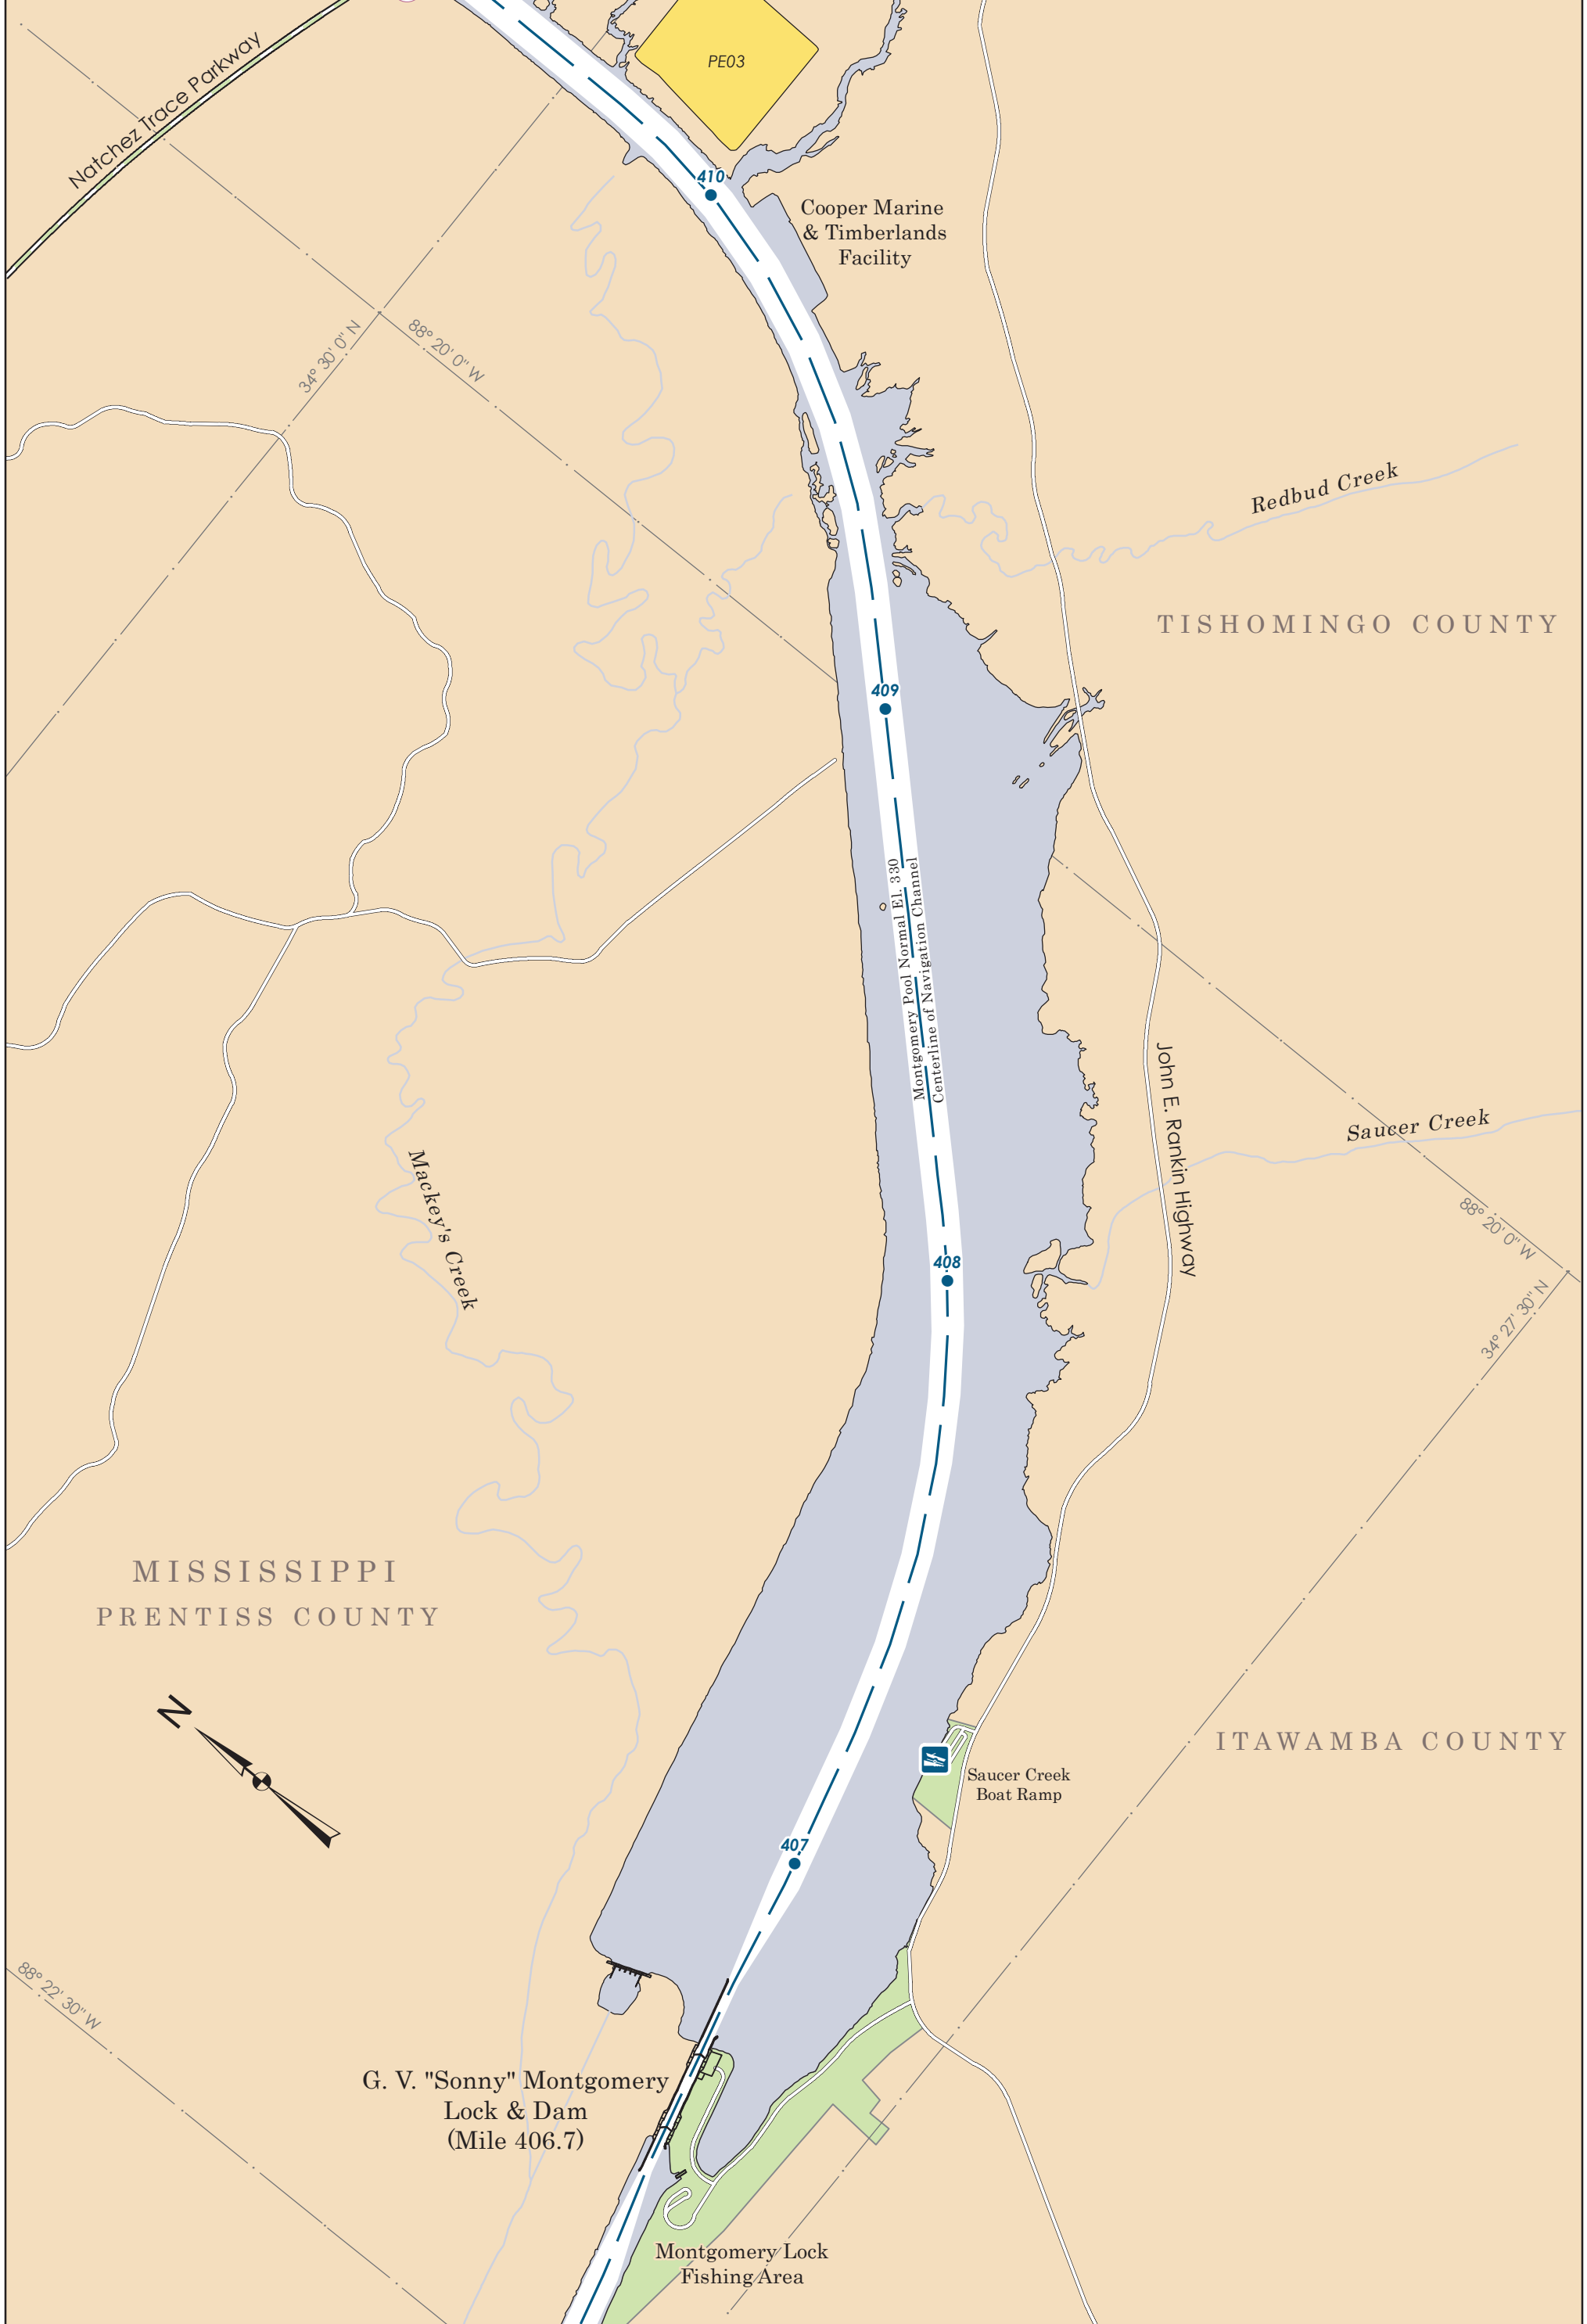 PE03
Natchez Trace Parkway
410
Cooper Marine
& Timberlands
Facility
34° 30' 0" N
88° 20' 0" W
Redbud Creek
TISHOMINGO COUNTY
409
Montgomery Pool Normal El. 330
Centerline of Navigation Channel
John E. Rankin Highway
Saucer Creek
Mackey's Creek
88° 20' 0" W
408
34° 27' 30" N
MISSISSIPPI
PRENTISS COUNTY
N
ITAWAMBA COUNTY
Saucer Creek
Boat Ramp
407
88° 22' 30" W
G. V. "Sonny" Montgomery
Lock & Dam
(Mile 406.7)
Montgomery Lock
Fishing Area